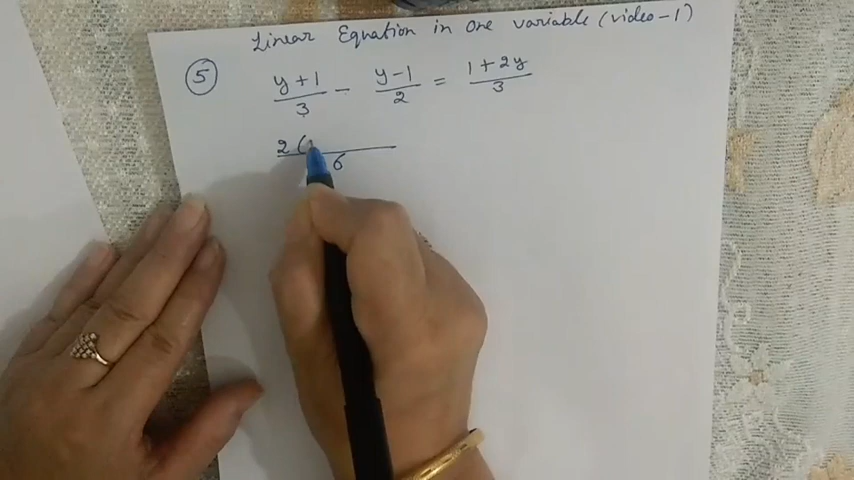 Linear Equation in One variable (video-1)
5 (y+1)/3 - (y-1)/2 = (1+2y)/3
2(
6